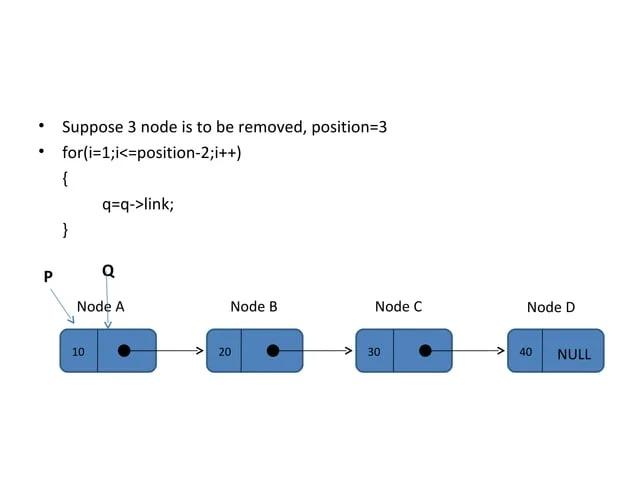 • Suppose 3 node is to be removed, position=3
• for(i=1;i<=position-2;i++)
{
q=q->link;
}
P
Q
Node A
Node B
Node C
Node D
10
20
30
40
NULL